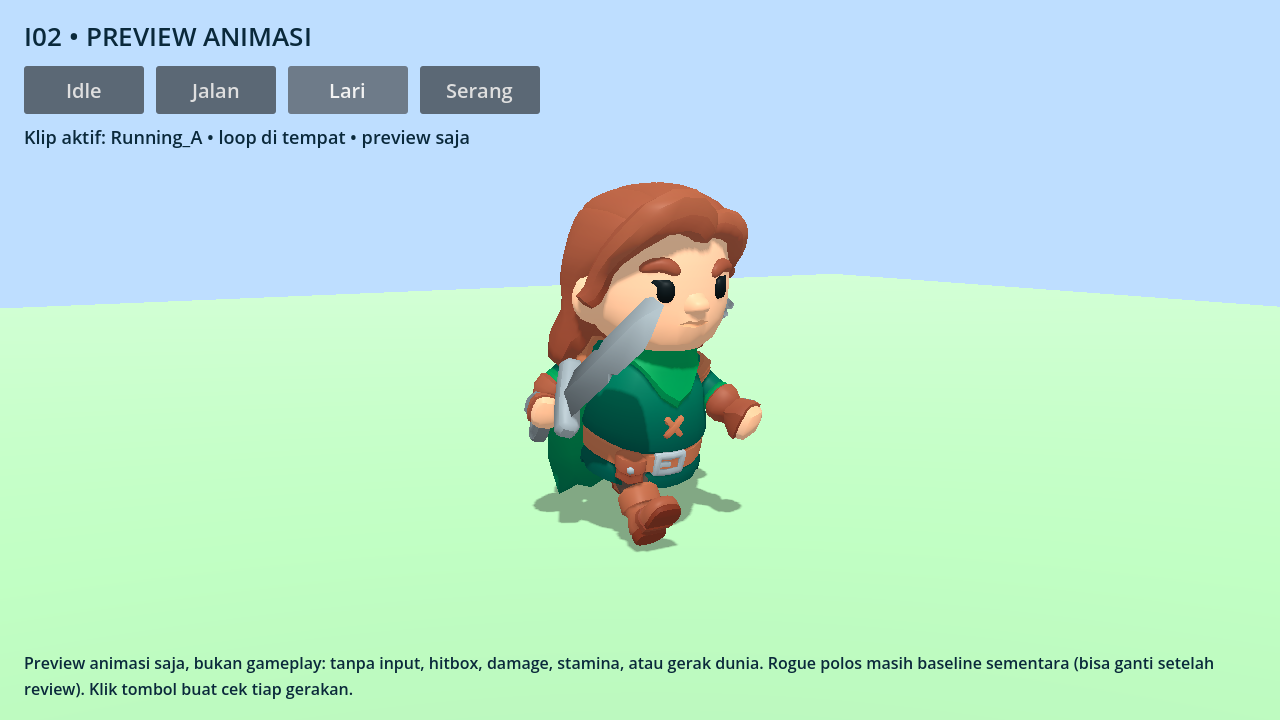 I02 • PREVIEW ANIMASI
Idle
Jalan
Lari
Serang
Klip aktif: Running_A • loop di tempat • preview saja
Preview animasi saja, bukan gameplay: tanpa input, hitbox, damage, stamina, atau gerak dunia. Rogue polos masih baseline sementara (bisa ganti setelah
review). Klik tombol buat cek tiap gerakan.